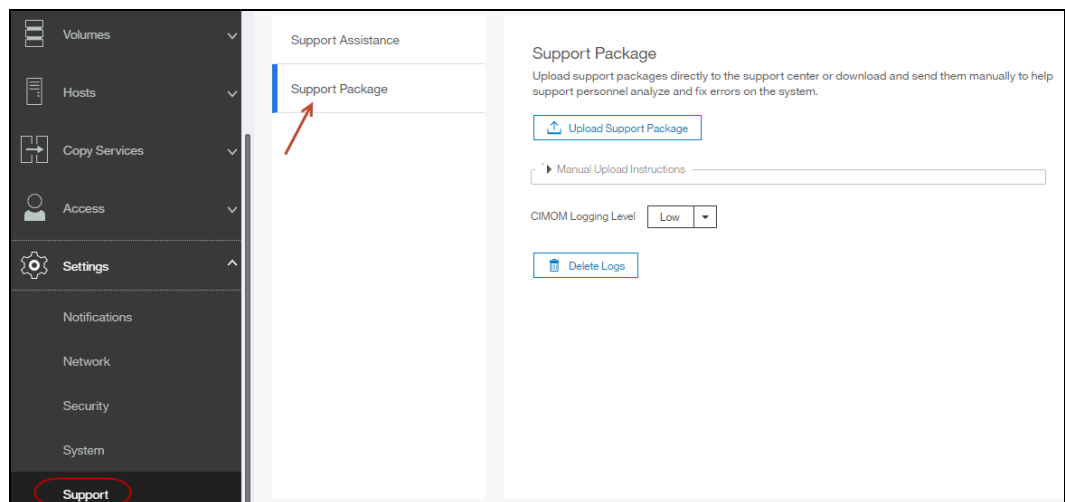 Volumes
Hosts
Copy Services
Access
Settings
Notifications
Network
Security
System
Support
Support Assistance
Support Package
Support Package
Upload support packages directly to the support center or download and send them manually to help
support personnel analyze and fix errors on the system.
Upload Support Package
Manual Upload Instructions
CIMOM Logging Level Low
Delete Logs